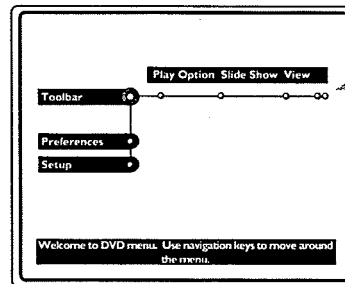 Play Option Slide Show View
Toolbar
Preferences
Setup
Welcome to DVD menu. Use navigation keys to move around
the menu.